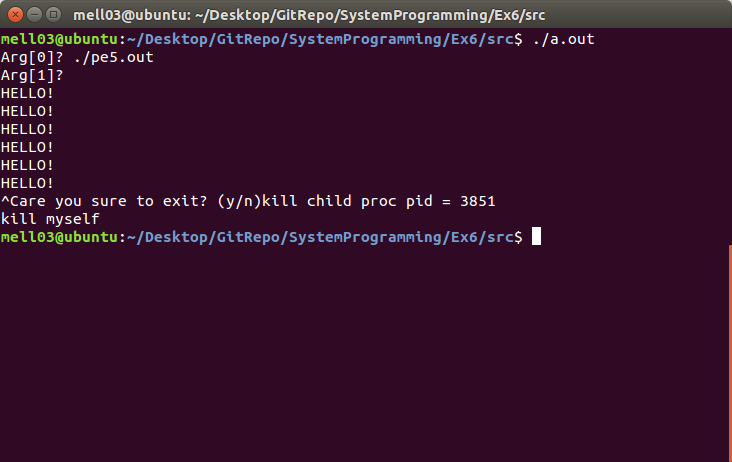 mell03@ubuntu: ~/Desktop/GitRepo/SystemProgramming/Ex6/src
mell03@ubuntu:~/Desktop/GitRepo/SystemProgramming/Ex6/src$ ./a.out
Arg[0]? ./pe5.out
Arg[1]?
HELLO!
HELLO!
HELLO!
HELLO!
HELLO!
HELLO!
^Care you sure to exit? (y/n)kill child proc pid = 3851
kill myself
mell03@ubuntu:~/Desktop/GitRepo/SystemProgramming/Ex6/src$